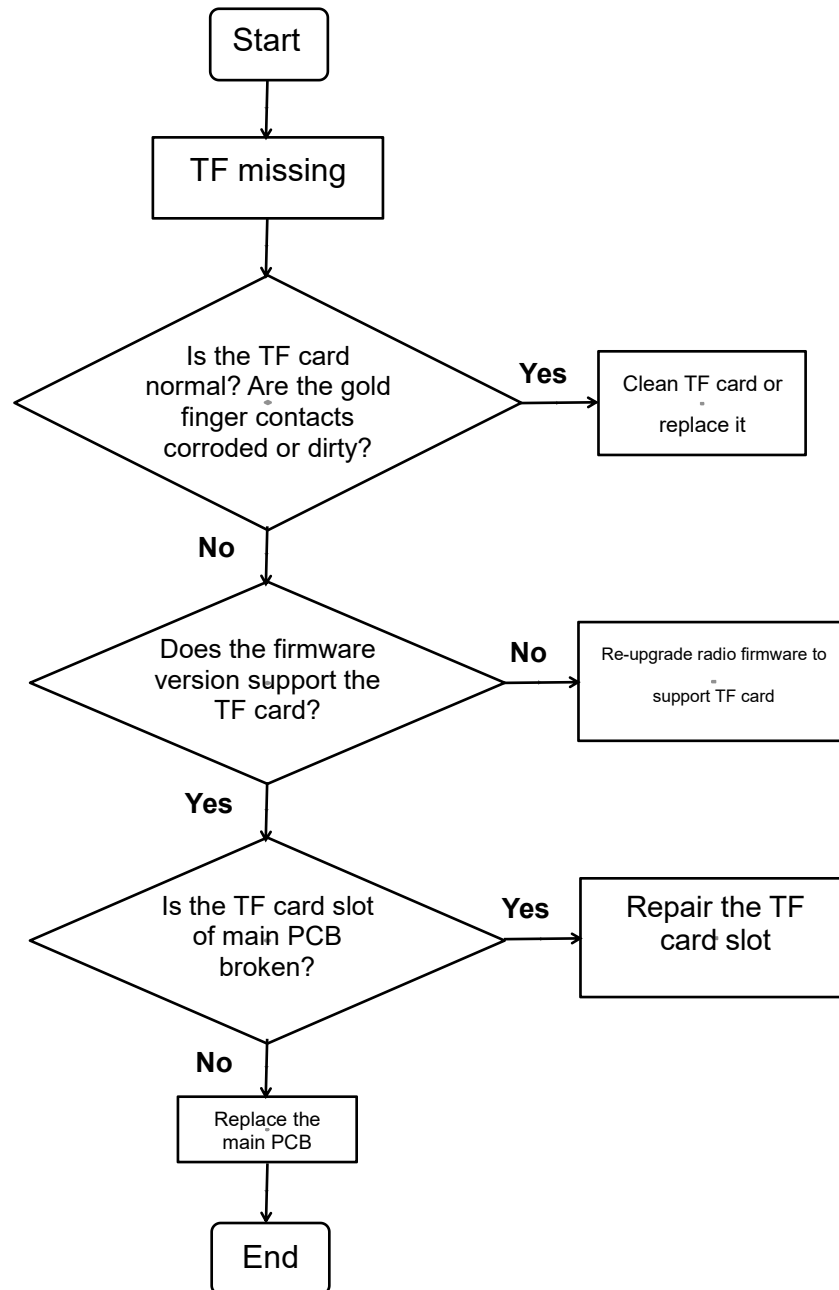 Start
TF missing
Is the TF card
normal? Are the gold
finger contacts
corroded or dirty?
Yes
Clean TF card or
replace it
No
Does the firmware
version support the
TF card?
No
Re-upgrade radio firmware to
support TF card
Yes
Is the TF card slot
of main PCB
broken?
Yes
Repair the TF
card slot
No
Replace the
main PCB
End